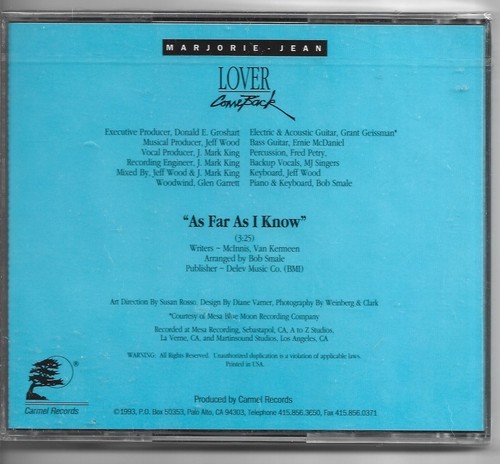 MARJORIE - JEAN
LOVER
Come Back
Executive Producer, Donald E. Groshart
Musical Producer, Jeff Wood
Vocal Producer, J. Mark King
Recording Engineer, J. Mark King
Mixed By, Jeff Wood & J. Mark King
Woodwind, Glen Garrett
Electric & Acoustic Guitar, Grant Geissman*
Bass Guitar, Ernie McDaniel
Percussion, Fred Petry,
Backup Vocals, MJ Singers
Keyboard, Jeff Wood
Piano & Keyboard, Bob Smale
"As Far As I Know"
(3:25)
Writers – McInnis, Van Kermeen
Arranged by Bob Smale
Publisher – Delev Music Co. (BMI)
Art Direction By Susan Rosso, Design By Diane Varner, Photography By Weinberg & Clark
*Courtesy of Mesa Blue Moon Recording Company
Recorded at Mesa Recording, Sebastapol, CA, A to Z Studios,
La Verne, CA, and Martinsound Studios, Los Angeles, CA
WARNING: All Rights Reserved. Unauthorized duplication is a violation of applicable laws.
Printed in USA.
®
Carmel Records
Produced by Carmel Records
©1993, P.O. Box 50353, Palo Alto, CA 94303, Telephone 415.856.3650, Fax 415.856.0371